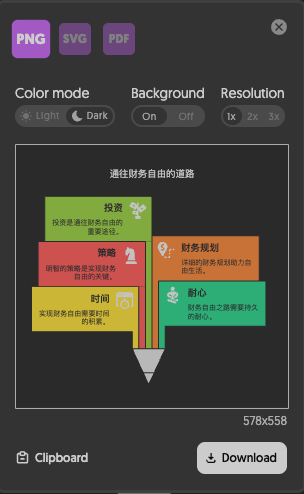 PNG SVG PDF
Color mode Background Resolution
Light Dark On Off 1x 2x 3x
通往财务自由的道路
投资
投资是通往财务自由的
重要途径。
策略
明智的策略是实现财务
自由的关键。
财务规划
详细的财务规划助力自
由生活。
时间
实现财务自由需要时间
的积累。
耐心
财务自由之路需要持久
的耐心。
578x558
Clipboard Download